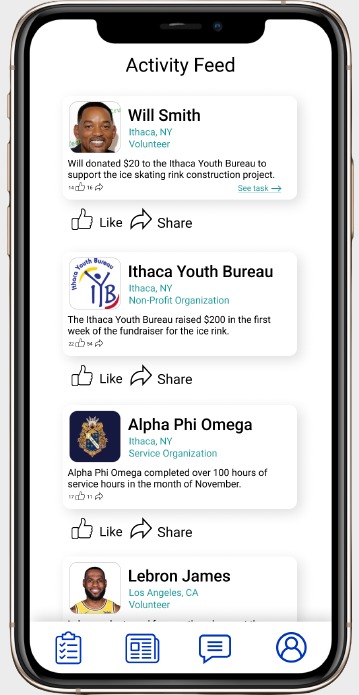 Activity Feed
Will Smith
Ithaca, NY
Volunteer
Will donated $20 to the Ithaca Youth Bureau to
support the ice skating rink construction project.
14 16
See task
Like Share
Ithaca Youth Bureau
IYB
Ithaca Youth Bureau
Ithaca, NY
Non-Profit Organization
The Ithaca Youth Bureau raised $200 in the first
week of the fundraiser for the ice rink.
22 54
Like Share
Alpha Phi Omega
Ithaca, NY
Service Organization
Alpha Phi Omega completed over 100 hours of
service hours in the month of November.
11
Like Share
Lebron James
Los Angeles, CA
Volunteer